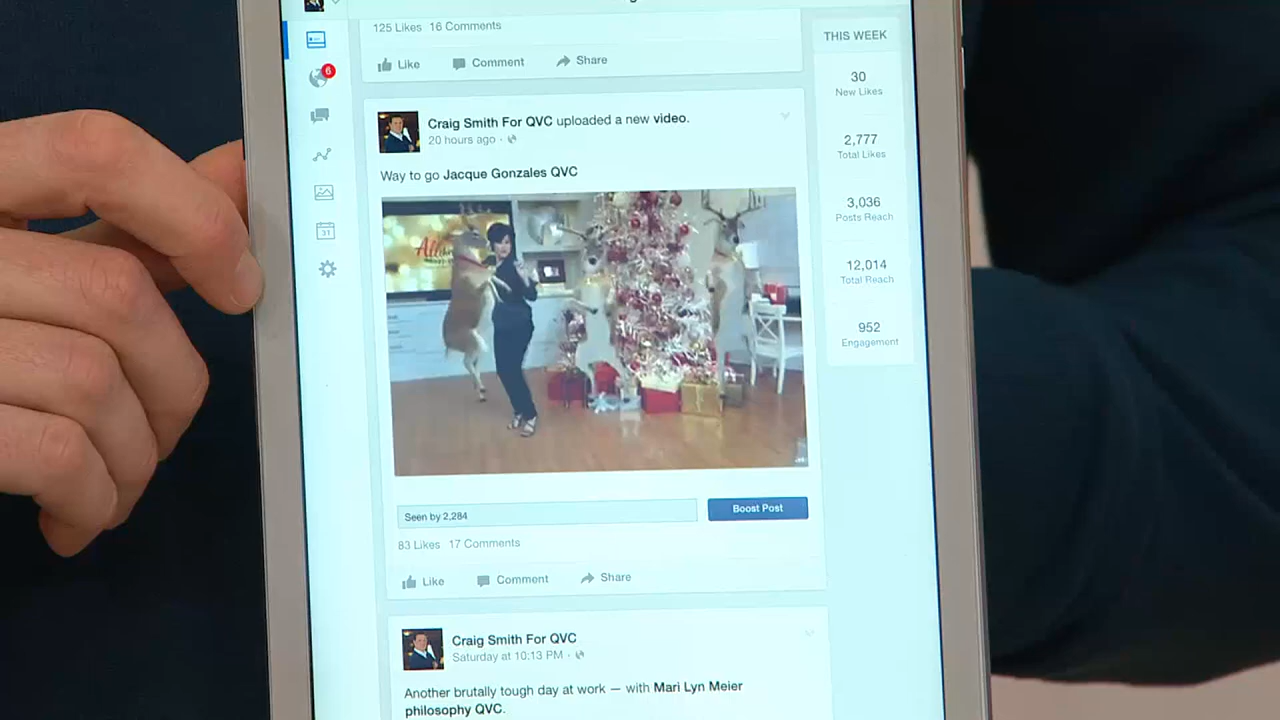 125 Likes 16 Comments
Like Comment Share
THIS WEEK
30
New Likes
2,777
Total Likes
3,036
Posts Reach
12,014
Total Reach
952
Engagement
6
31
Craig Smith For QVC uploaded a new video.
20 hours ago
Way to go Jacque Gonzales QVC
Seen by 2,284
Boost Post
83 Likes 17 Comments
Like Comment Share
Craig Smith For QVC
Saturday at 10:13 PM
Another brutally tough day at work — with Mari Lyn Meier
philosophy QVC.